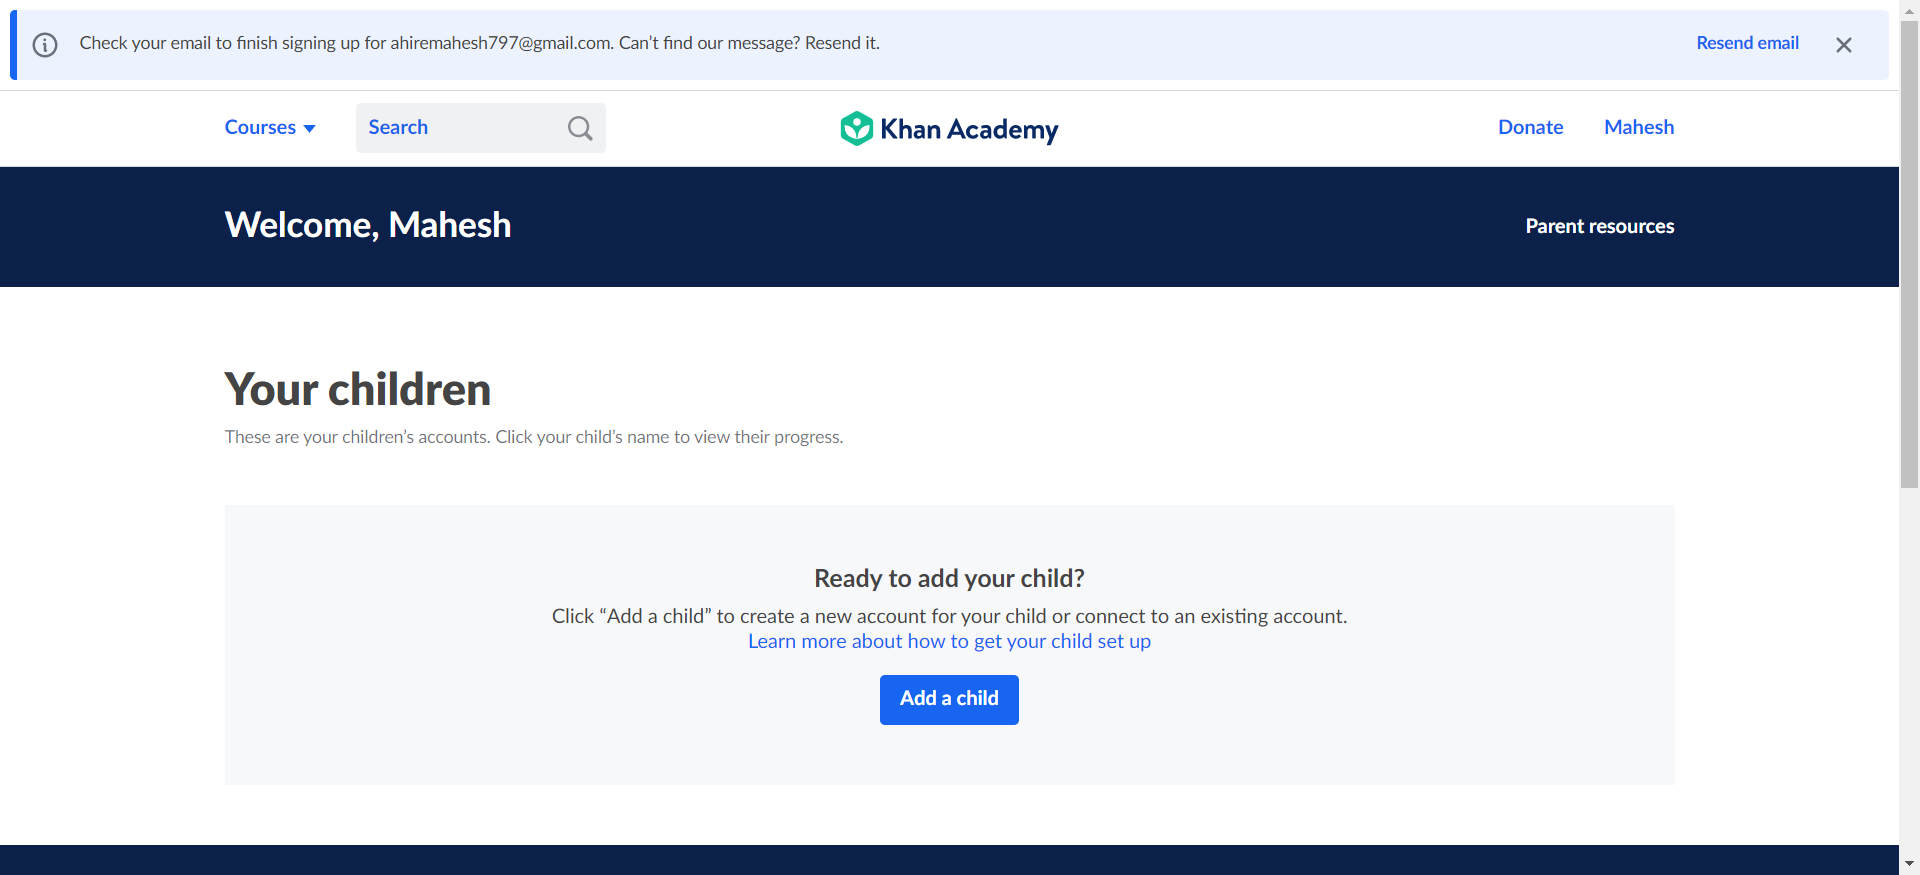 Check your email to finish signing up for ahiremahesh797@gmail.com. Can't find our message? Resend it.
Resend email
Courses
Search
Khan Academy
Donate
Mahesh
Welcome, Mahesh
Parent resources
Your children
These are your children's accounts. Click your child's name to view their progress.
Ready to add your child?
Click “Add a child” to create a new account for your child or connect to an existing account.
Learn more about how to get your child set up
Add a child